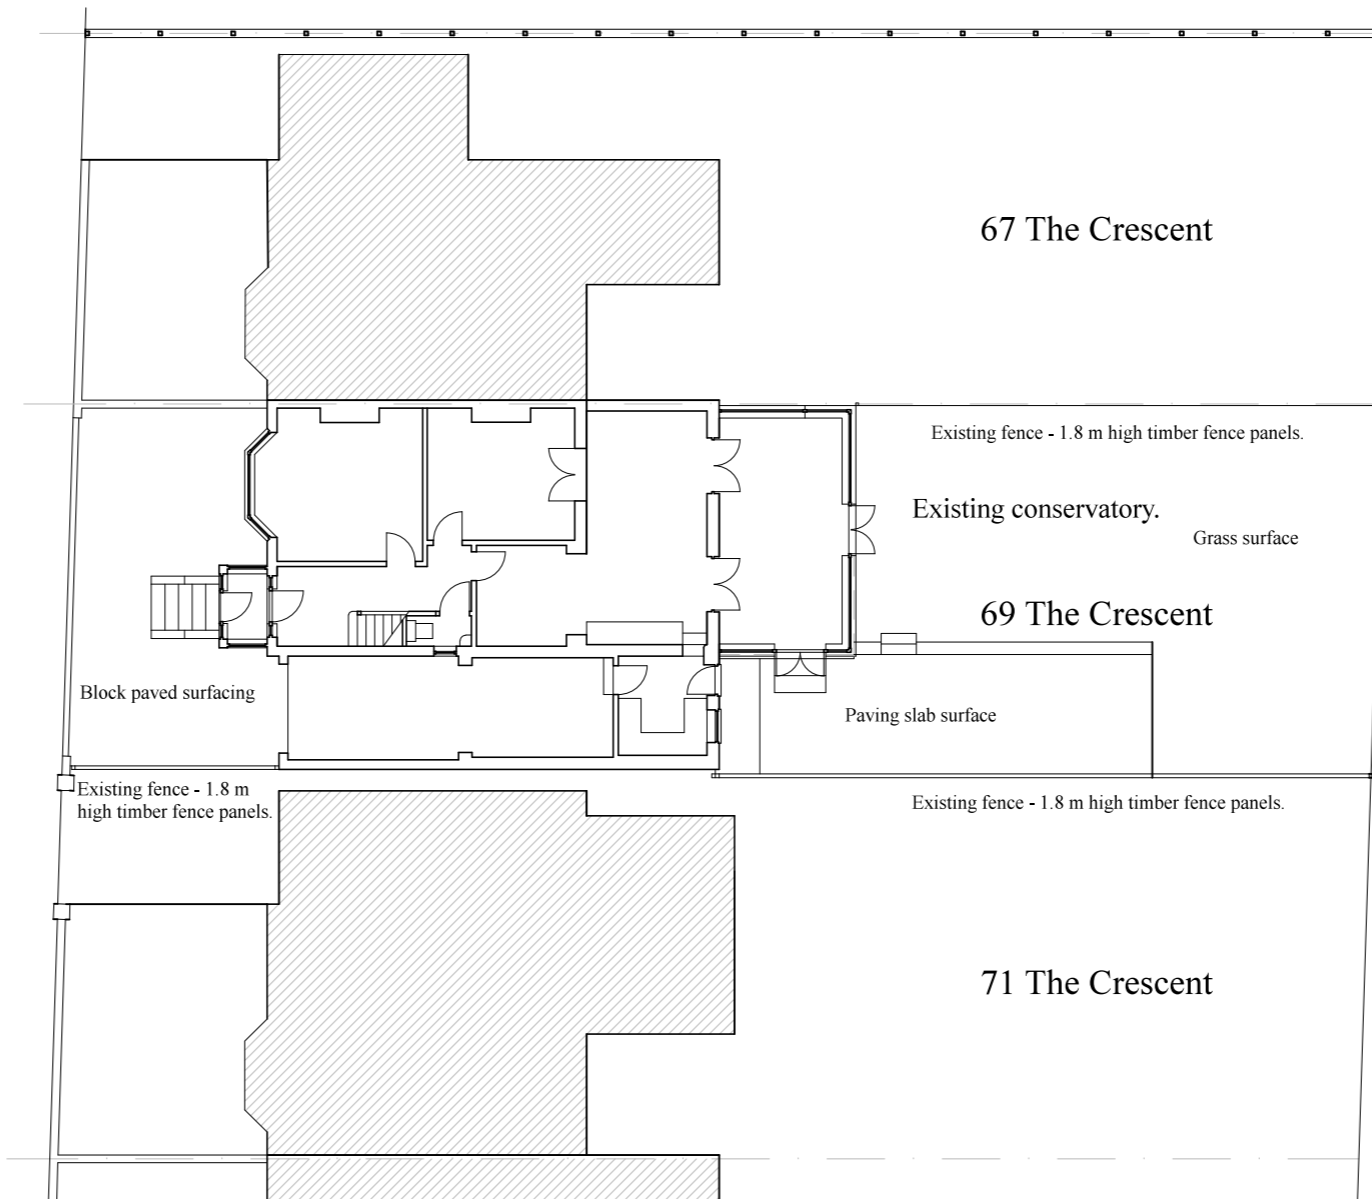 67 The Crescent
Existing fence - 1.8 m high timber fence panels.
Existing conservatory.
Grass surface
69 The Crescent
Block paved surfacing
Paving slab surface
Existing fence - 1.8 m
high timber fence panels.
Existing fence - 1.8 m high timber fence panels.
71 The Crescent